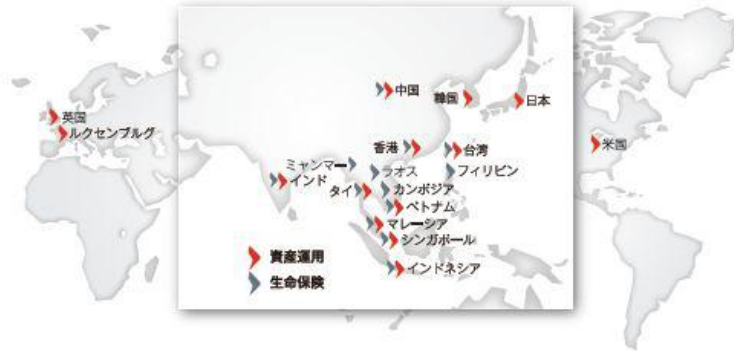 中国
韓国
日本
英国
ルクセンブルグ
香港
台湾
米国
ミャンマー
ラオス
フィリピン
インド
タイ
カンボジア
ベトナム
マレーシア
シンガポール
資産運用
インドネシア
生命保険